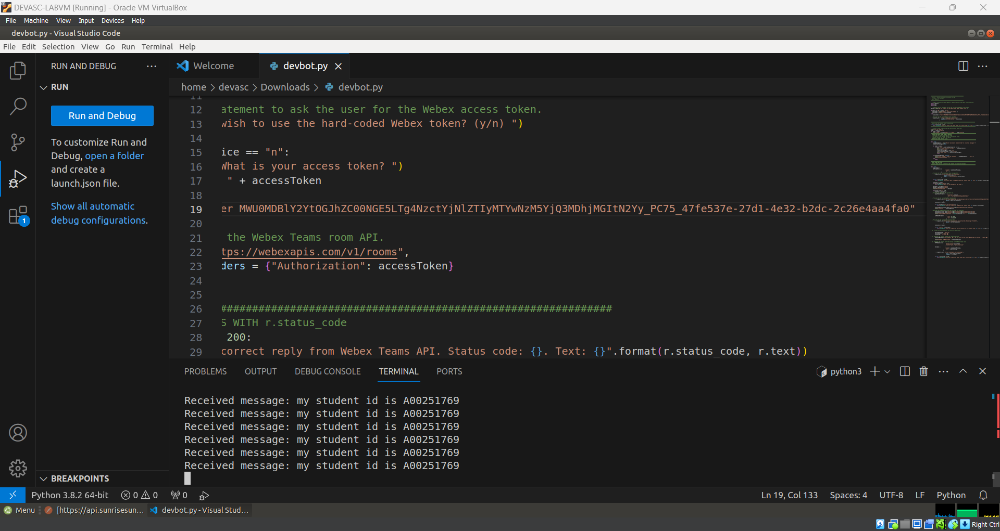 DEVASC-LABVM [Running] - Oracle VM VirtualBox
File Machine View Input Devices Help
devbot.py - Visual Studio Code
File Edit Selection View Go Run Terminal Help
RUN AND DEBUG
RUN
Run and Debug
To customize Run and
Debug, open a folder
and create a
launch.json file.
Show all automatic
debug configurations.
1
BREAKPOINTS
Welcome
devbot.py
home > devasc > Downloads > devbot.py
11
12 atement to ask the user for the Webex access token.
13 wish to use the hard-coded Webex token? (y/n) ")
14
15 ice == "n":
16 What is your access token? ")
17 " + accessToken
18
19 er MWU0MDBlY2YtOGJhZC00NGE5LTg4NzctYjNlZTIyMTYwNzM5YjQ3MDhjMGItN2Yy_PC75_47fe537e-27d1-4e32-b2dc-2c26e4aa4fa0"
20
21 the Webex Teams room API.
22 tps://webexapis.com/v1/rooms",
23 ders = {"Authorization": accessToken}
24
25
26 ################################################################
27 S WITH r.status_code
28 200:
29 correct reply from Webex Teams API. Status code: {}. Text: {}".format(r.status_code, r.text))
PROBLEMS OUTPUT DEBUG CONSOLE TERMINAL PORTS
python3
Received message: my student id is A00251769
Received message: my student id is A00251769
Received message: my student id is A00251769
Received message: my student id is A00251769
Received message: my student id is A00251769
Received message: my student id is A00251769
Python 3.8.2 64-bit 0 0 0
Ln 19, Col 133 Spaces: 4 UTF-8 LF Python
Menu [https://api.sunrisesun... devbot.py - Visual Stud...
Right Ctrl